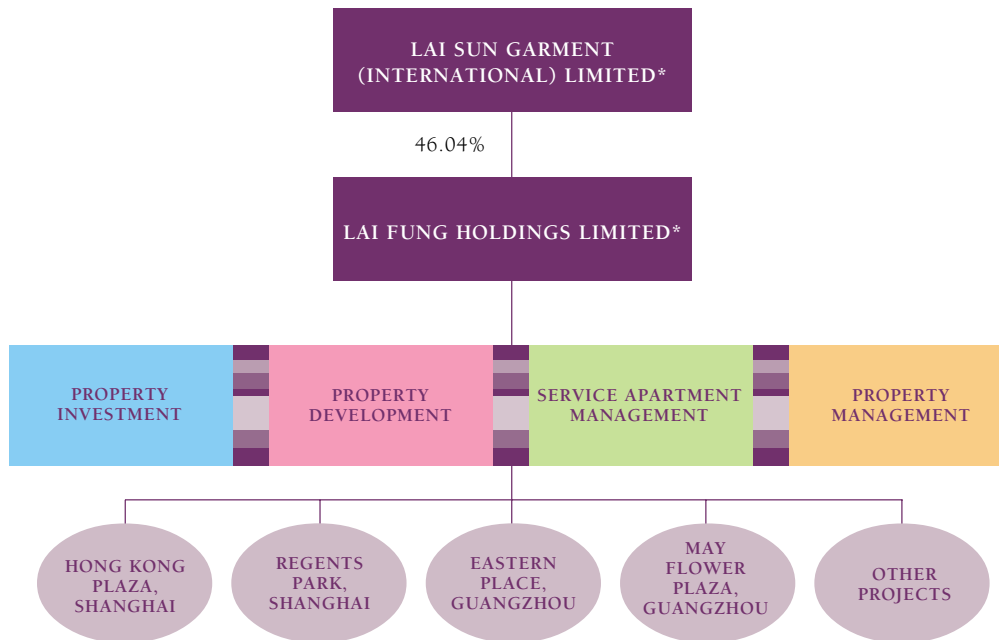 LAI SUN GARMENT
(INTERNATIONAL) LIMITED*
46.04%
LAI FUNG HOLDINGS LIMITED*
PROPERTY
INVESTMENT
PROPERTY
DEVELOPMENT
SERVICE APARTMENT
MANAGEMENT
PROPERTY
MANAGEMENT
HONG KONG
PLAZA,
SHANGHAI
REGENTS
PARK,
SHANGHAI
EASTERN
PLACE,
GUANGZHOU
MAY
FLOWER
PLAZA,
GUANGZHOU
OTHER
PROJECTS